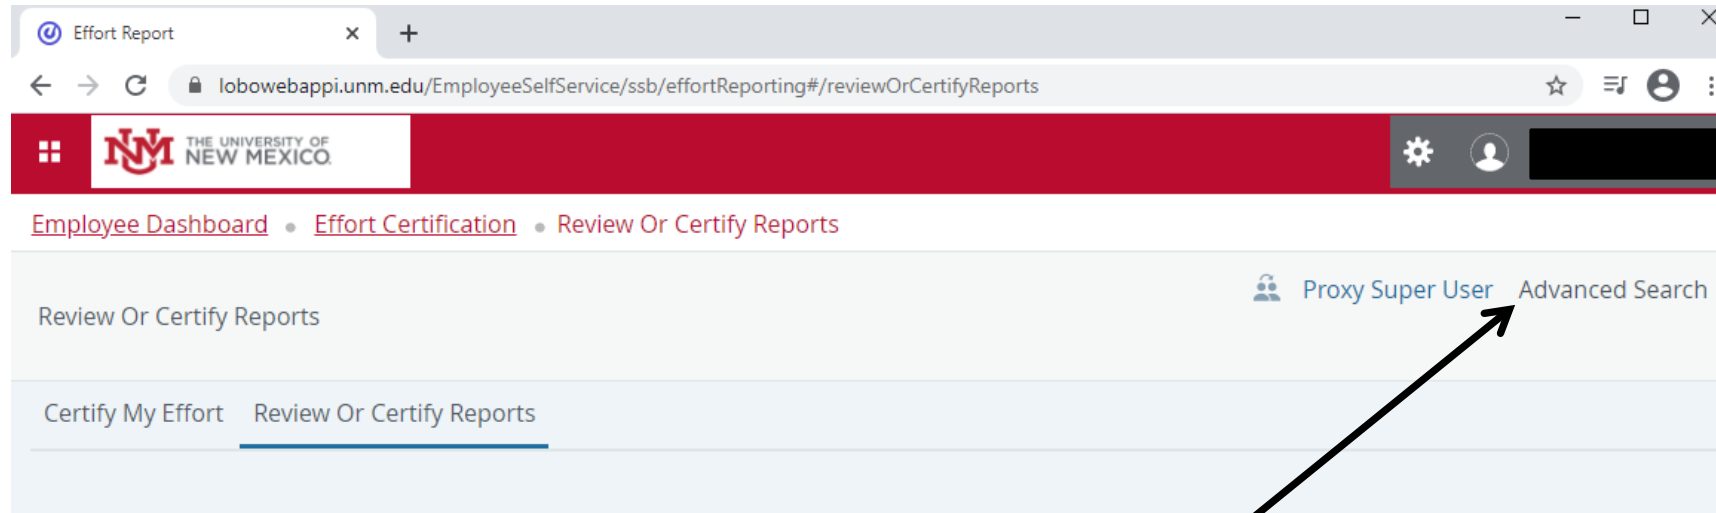 Effort Report
lobowebappi.unm.edu/EmployeeSelfService/ssb/effortReporting#/reviewOrCertifyReports
UNM THE UNIVERSITY OF
NEW MEXICO.
Employee Dashboard • Effort Certification • Review Or Certify Reports
Proxy Super User Advanced Search
Review Or Certify Reports
Certify My Effort Review Or Certify Reports